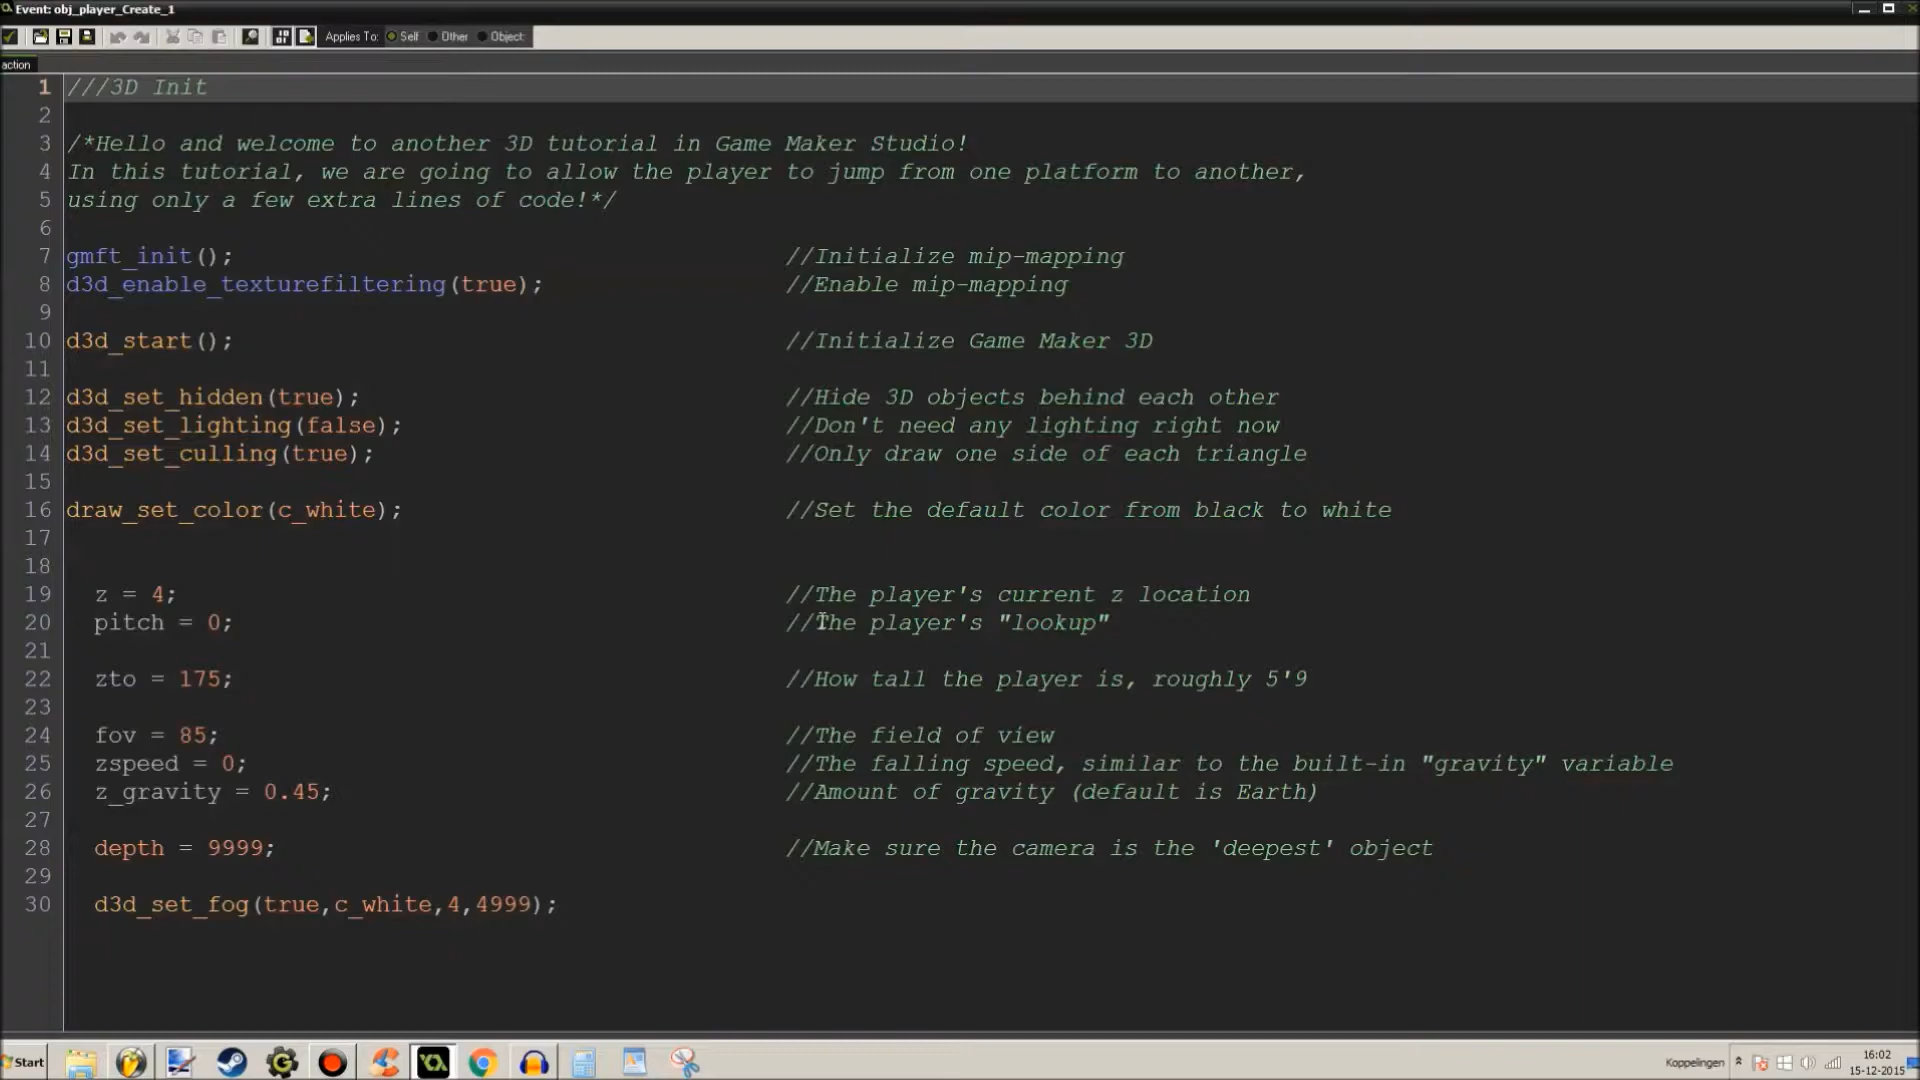 Event: obj_player_Create_1
Applies To: Self Other Object:
action
1 ///3D Init
2
3 /*Hello and welcome to another 3D tutorial in Game Maker Studio!
4 In this tutorial, we are going to allow the player to jump from one platform to another,
5 using only a few extra lines of code!*/
6
7 gmft_init(); //Initialize mip-mapping
8 d3d_enable_texturefiltering(true); //Enable mip-mapping
9
10 d3d_start(); //Initialize Game Maker 3D
11
12 d3d_set_hidden(true); //Hide 3D objects behind each other
13 d3d_set_lighting(false); //Don't need any lighting right now
14 d3d_set_culling(true); //Only draw one side of each triangle
15
16 draw_set_color(c_white); //Set the default color from black to white
17
18
19 z = 4; //The player's current z location
20 pitch = 0; //The player's "lookup"
21
22 zto = 175; //How tall the player is, roughly 5'9
23
24 fov = 85; //The field of view
25 zspeed = 0; //The falling speed, similar to the built-in "gravity" variable
26 z_gravity = 0.45; //Amount of gravity (default is Earth)
27
28 depth = 9999; //Make sure the camera is the 'deepest' object
29
30 d3d_set_fog(true,c_white,4,4999);
Start
Koppelingen
16:02
15-12-2015